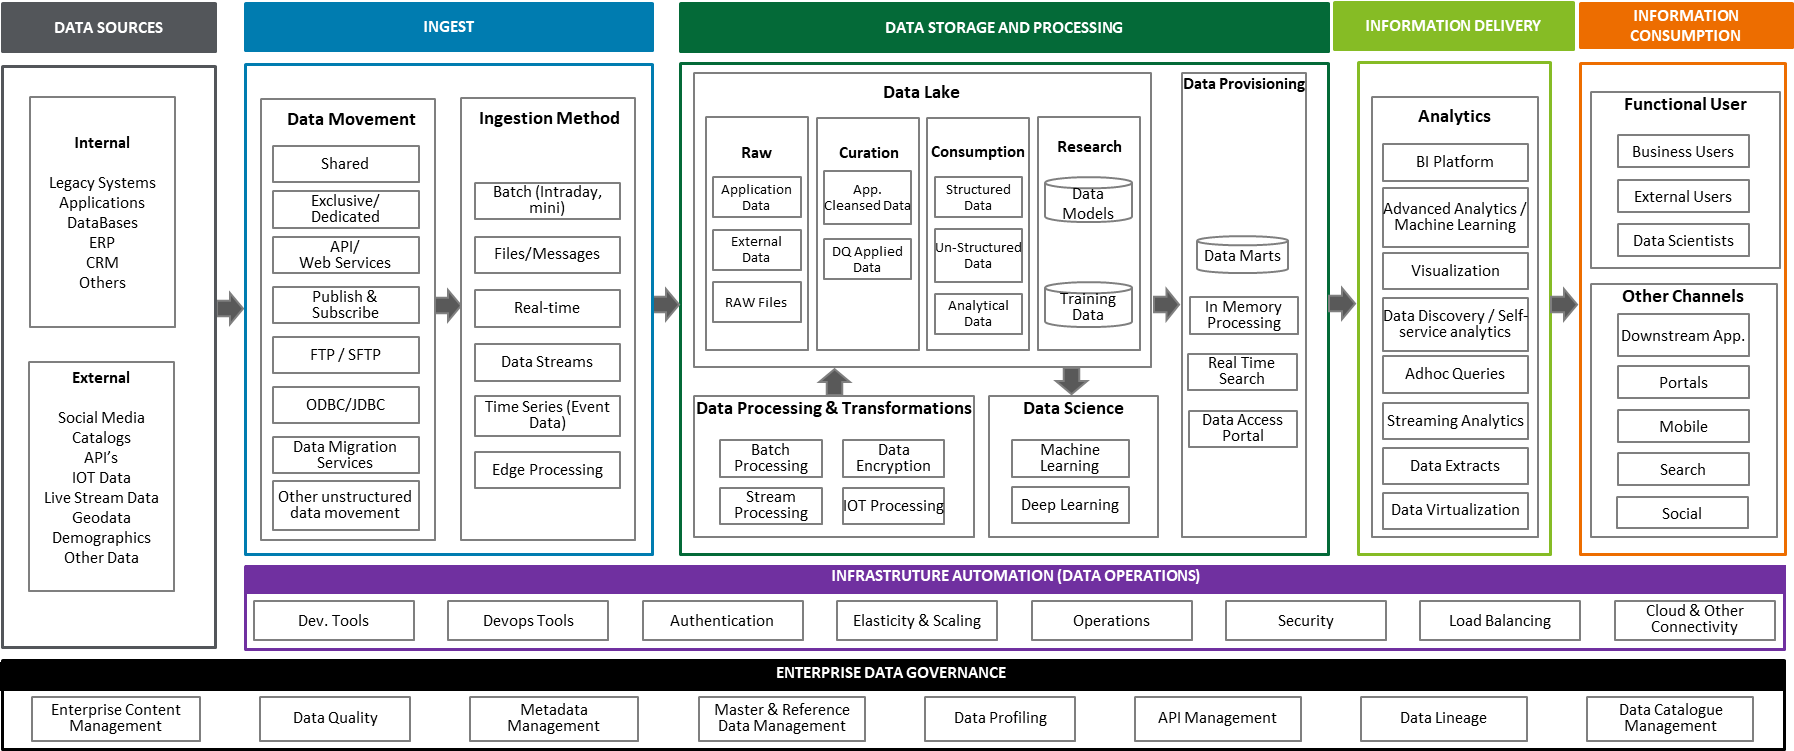 DATA SOURCES
INGEST
DATA STORAGE AND PROCESSING
INFORMATION DELIVERY
INFORMATION
CONSUMPTION
Internal
Legacy Systems
Applications
DataBases
ERP
CRM
Others
External
Social Media
Catalogs
API's
IOT Data
Live Stream Data
Geodata
Demographics
Other Data
Data Movement
Shared
Exclusive/
Dedicated
API/
Web Services
Publish &
Subscribe
FTP / SFTP
ODBC/JDBC
Data Migration
Services
Other unstructured
data movement
Ingestion Method
Batch (Intraday,
mini)
Files/Messages
Real-time
Data Streams
Time Series (Event
Data)
Edge Processing
Data Lake
Raw
Application
Data
External
Data
RAW Files
Curation
App.
Cleansed Data
DQ Applied
Data
Consumption
Structured
Data
Un-Structured
Data
Analytical
Data
Research
Data
Models
Training
Data
Data Processing & Transformations
Batch
Processing
Data
Encryption
Stream
Processing
IOT Processing
Data Science
Machine
Learning
Deep Learning
Data Provisioning
Data Marts
In Memory
Processing
Real Time
Search
Data Access
Portal
Analytics
BI Platform
Advanced Analytics /
Machine Learning
Visualization
Data Discovery / Self-
service analytics
Adhoc Queries
Streaming Analytics
Data Extracts
Data Virtualization
Functional User
Business Users
External Users
Data Scientists
Other Channels
Downstream App.
Portals
Mobile
Search
Social
INFRASTRUTURE AUTOMATION (DATA OPERATIONS)
Dev. Tools
Devops Tools
Authentication
Elasticity & Scaling
Operations
Security
Load Balancing
Cloud & Other
Connectivity
ENTERPRISE DATA GOVERNANCE
Enterprise Content
Management
Data Quality
Metadata
Management
Master & Reference
Data Management
Data Profiling
API Management
Data Lineage
Data Catalogue
Management